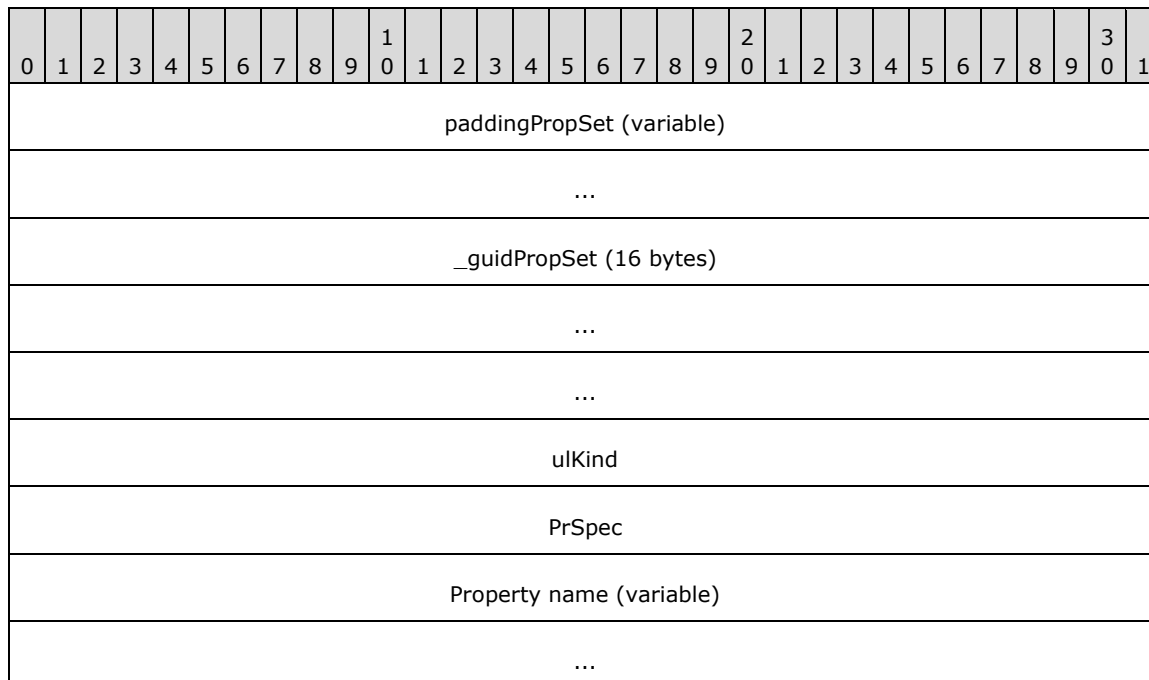 1 2 3
0 1 2 3 4 5 6 7 8 9 0 1 2 3 4 5 6 7 8 9 0 1 2 3 4 5 6 7 8 9 0 1
paddingPropSet (variable)
...
_guidPropSet (16 bytes)
...
...
ulKind
PrSpec
Property name (variable)
...